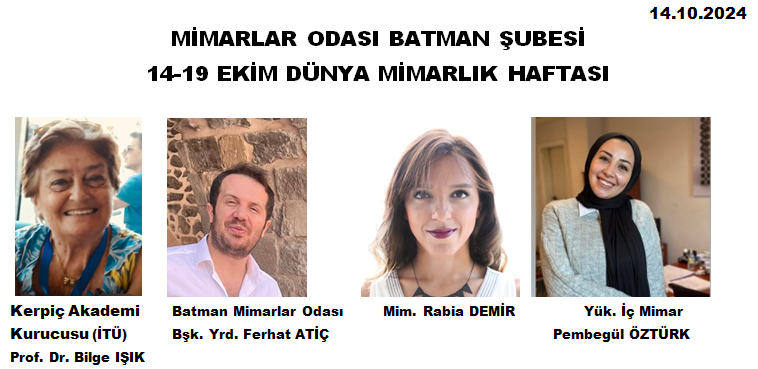 14.10.2024
MİMARLAR ODASI BATMAN ŞUBESİ
14-19 EKİM DÜNYA MİMARLIK HAFTASI
Kerpiç Akademi
Kurucusu (İTÜ)
Prof. Dr. Bilge IŞIK
Batman Mimarlar Odası
Bşk. Yrd. Ferhat ATİÇ
Mim. Rabia DEMİR
Yük. İç Mimar
Pembegül ÖZTÜRK